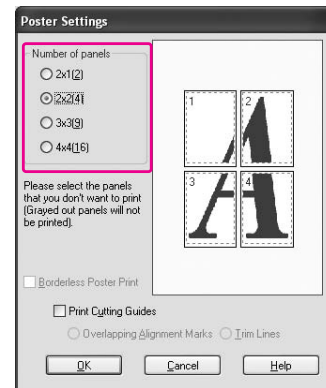 Poster Settings
Number of panels
2x1(2)
2x2(4)
3x3(9)
4x4(16)
1
2
3
4
Please select the panels
that you don't want to print
(Grayed out panels will not
be printed).
Borderless Poster Print
Print Cutting Guides
Overlapping Alignment Marks
Trim Lines
OK
Cancel
Help